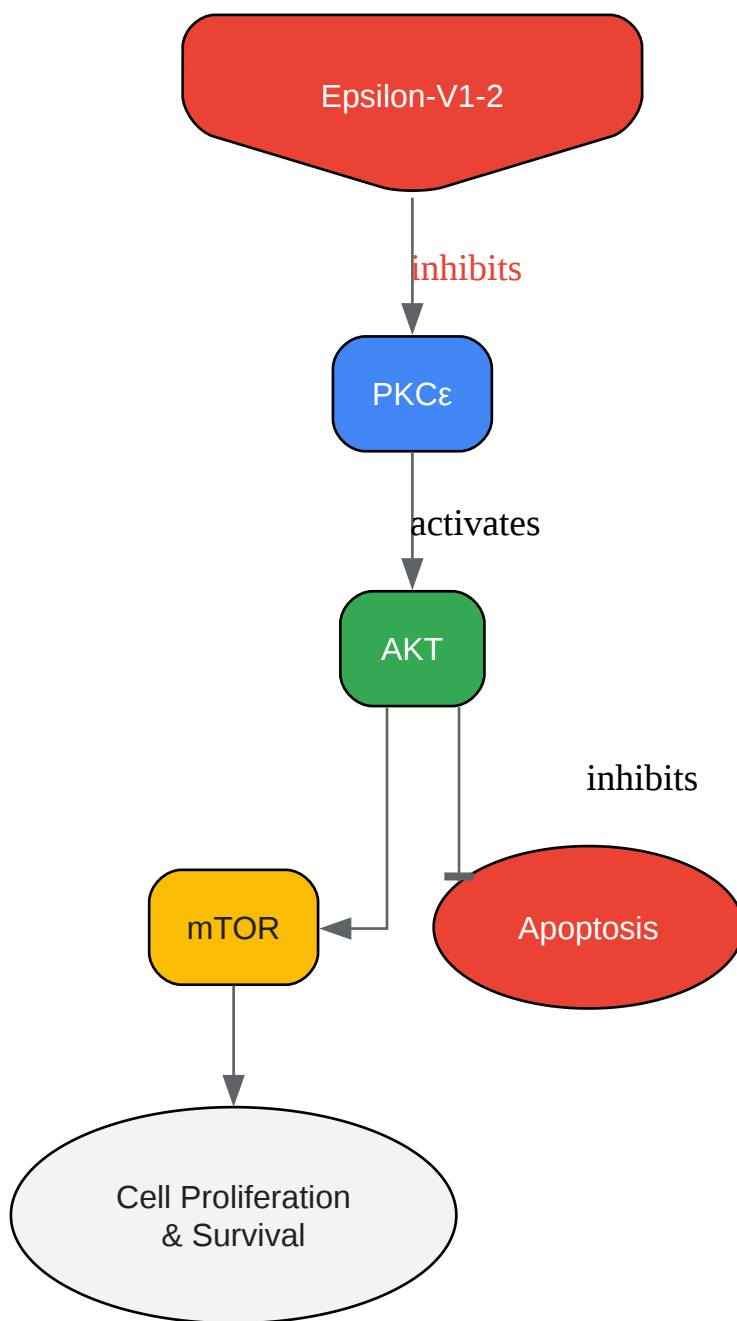 Epsilon-V1-2
inhibits
PKCε
activates
AKT
inhibits
mTOR
Apoptosis
Cell Proliferation
& Survival